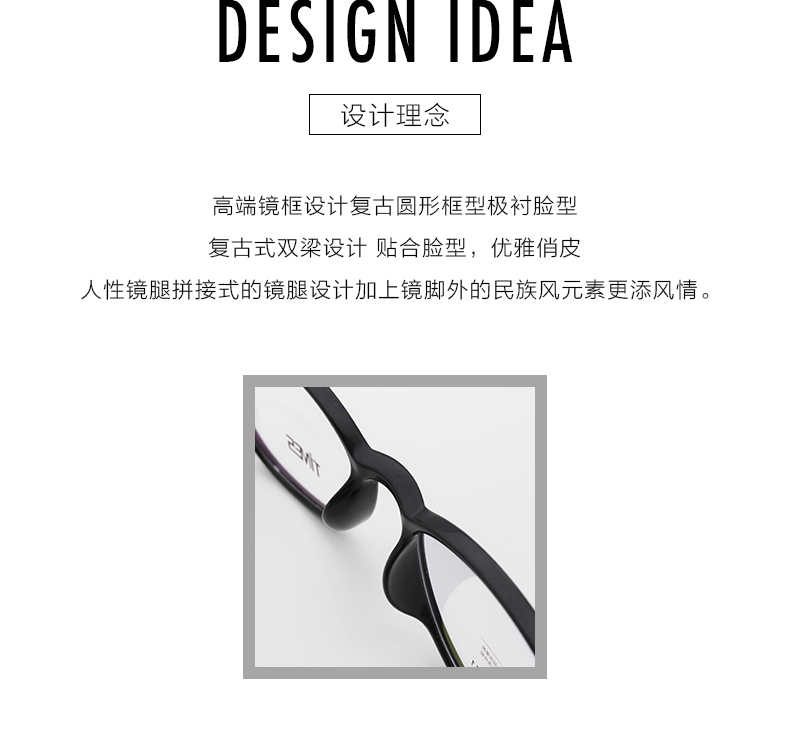 DESIGN IDEA
设计理念
高端镜框设计复古圆形框型极衬脸型
复古式双梁设计 贴合脸型，优雅俏皮
人性镜腿拼接式的镜腿设计加上镜脚外的民族风元素更添风情。
TIMES